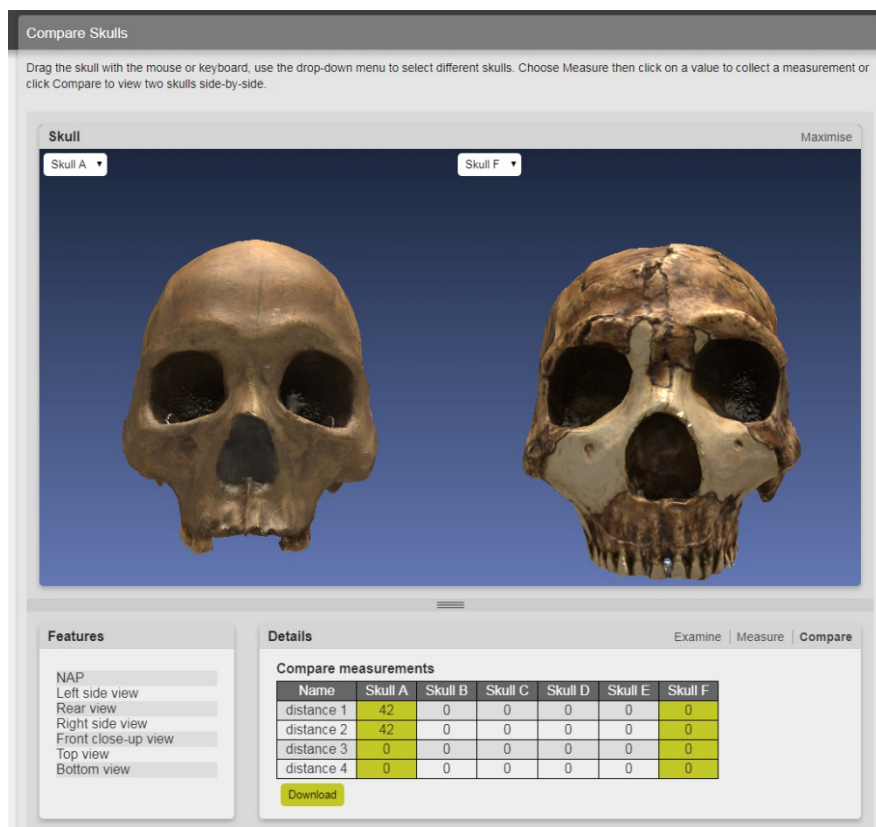 Compare Skulls
Drag the skull with the mouse or keyboard, use the drop-down menu to select different skulls. Choose Measure then click on a value to collect a measurement or
click Compare to view two skulls side-by-side.
Skull Maximise
Skull A Skull F
Features
NAP
Left side view
Rear view
Right side view
Front close-up view
Top view
Bottom view
Details Examine Measure Compare
Compare measurements
Name Skull A Skull B Skull C Skull D Skull E Skull F
distance 1 42 0 0 0 0 0
distance 2 42 0 0 0 0 0
distance 3 0 0 0 0 0 0
distance 4 0 0 0 0 0 0
Download